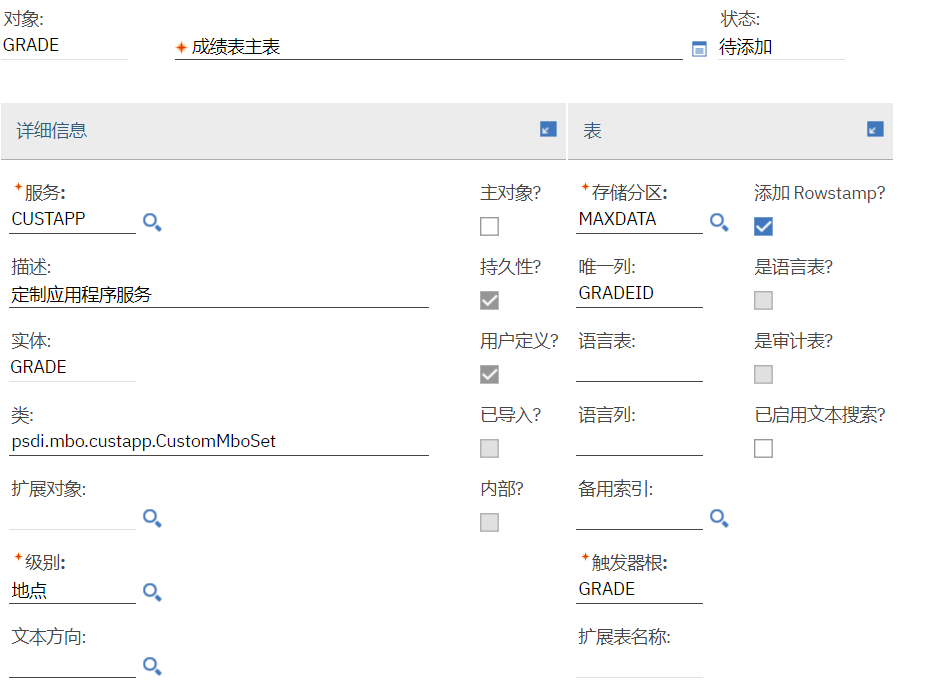 对象:
GRADE
成绩表主表
状态:
待添加
详细信息
表
服务:
CUSTAPP
主对象?
存储分区:
MAXDATA
添加 Rowstamp?
描述:
定制应用程序服务
持久性?
唯一列:
GRADEID
是语言表?
实体:
GRADE
用户定义?
语言表:
是审计表?
类:
psdi.mbo.custapp.CustomMboSet
已导入?
语言列:
已启用文本搜索?
扩展对象:
内部?
备用索引:
级别:
地点
触发器根:
GRADE
文本方向:
扩展表名称: